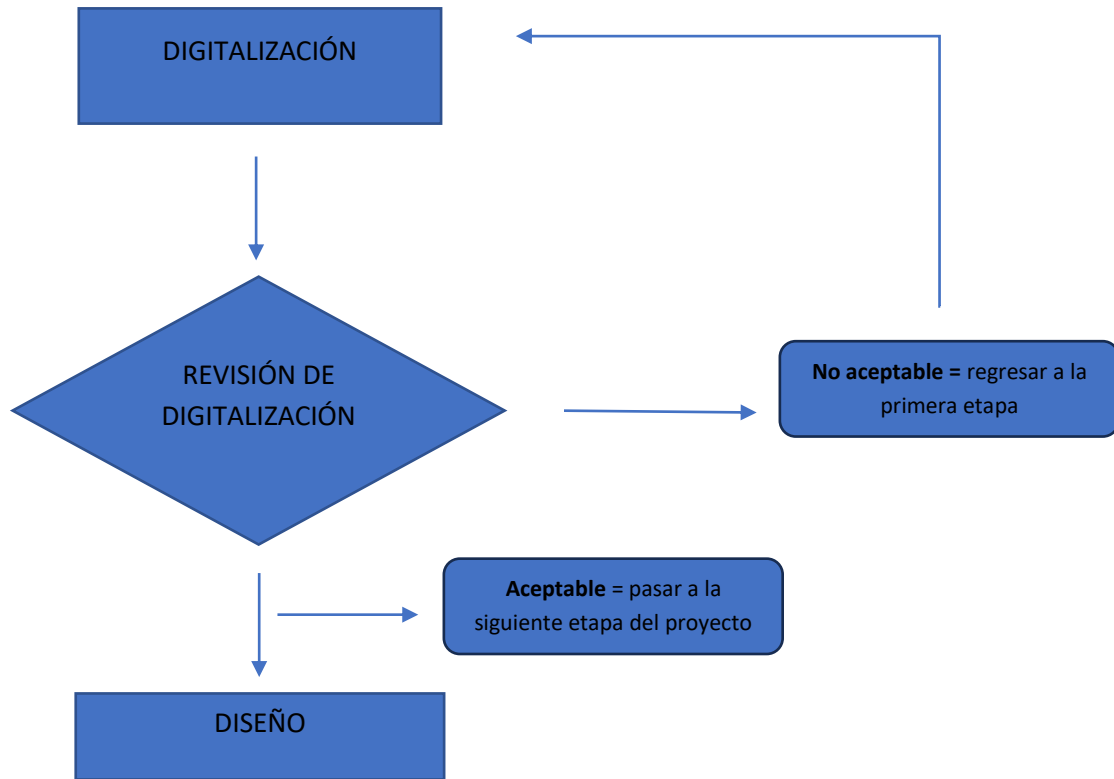 DIGITALIZACIÓN
REVISIÓN DE
DIGITALIZACIÓN
No aceptable = regresar a la
primera etapa
Aceptable = pasar a la
siguiente etapa del proyecto
DISEÑO